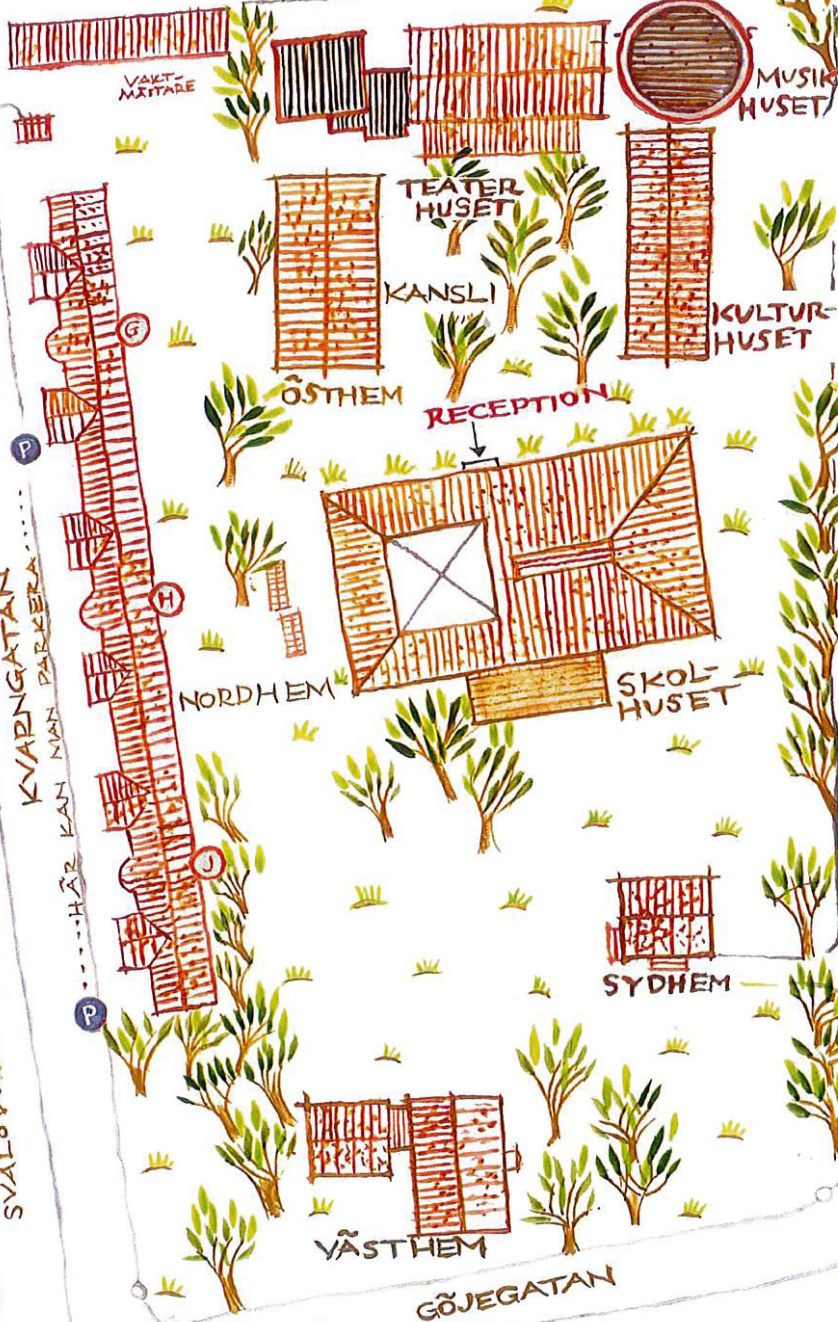 VAKT-
MÄSTARE
MUSIK
HUSET
TEATER
HUSET
KANSLI
KULTUR-
HUSET
ÖSTHEM
RECEPTION
G
P
H
KVARNGATAN
.....HÄR KAN MAN PARKERA.....
NORDHEM
SKOL-
HUSET
J
SYDHEM
P
VÄSTHEM
GÖJEGATAN